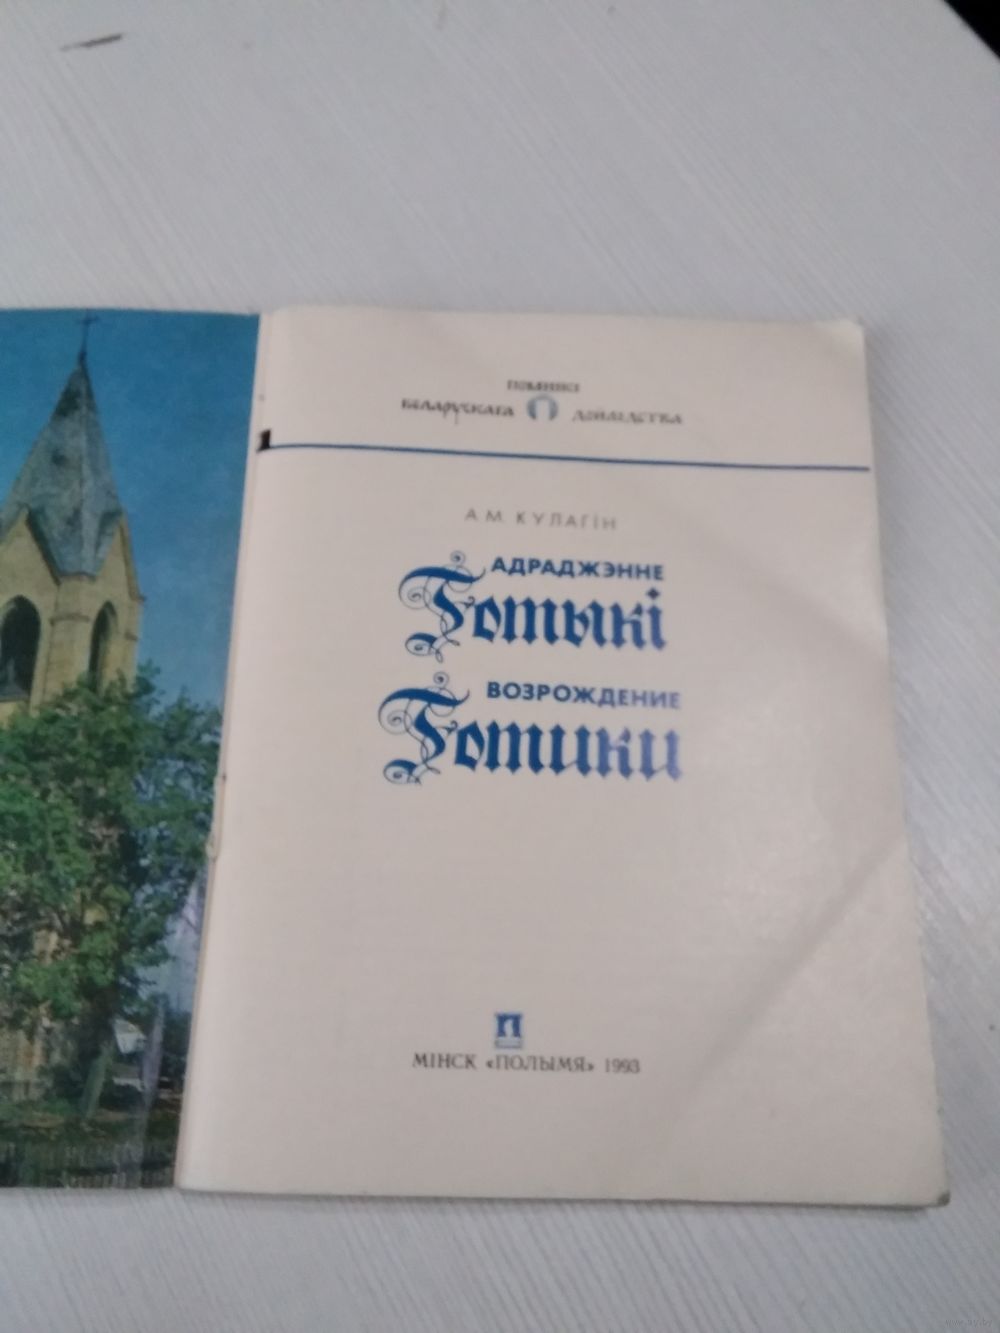 ПОМНІКІ
БЕЛАРУСКАГА ДОЙЛІДСТВА
А.М. КУЛАГІН
АДРАДЖЭННЕ
Готыкі
ВОЗРОЖДЕНИЕ
Готики
П
МІНСК «ПОЛЫМЯ» 1993